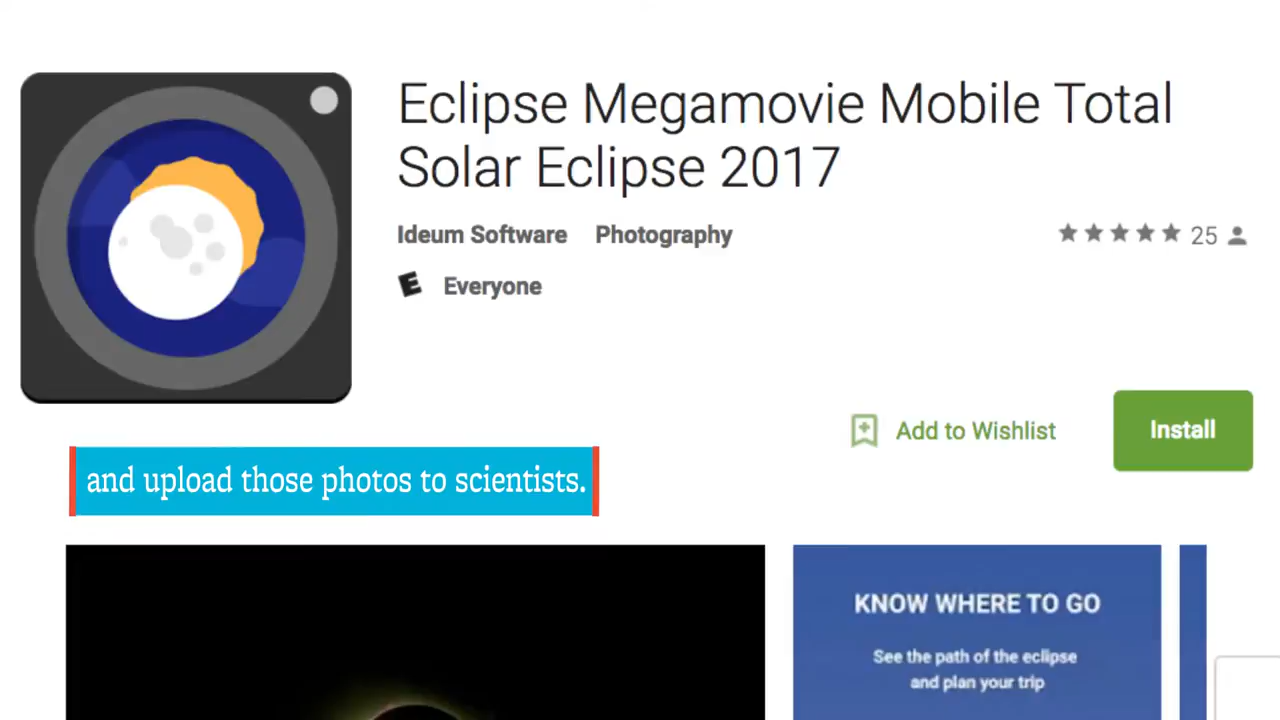 Eclipse Megamovie Mobile Total
Solar Eclipse 2017
Ideum Software Photography
25
E Everyone
Add to Wishlist
Install
and upload those photos to scientists.
KNOW WHERE TO GO
See the path of the eclipse
and plan your trip